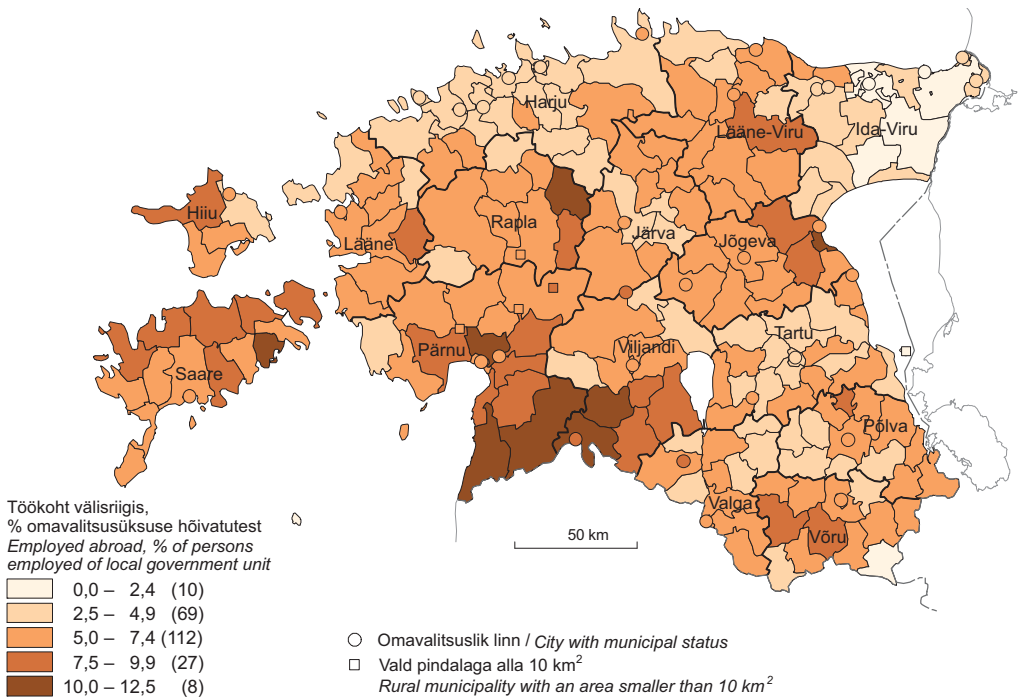 Harju
Lääne-Viru
Ida-Viru
Hiiu
Rapla
Lääne
Järva
Jõgeva
Tartu
Pärnu
Viljandi
Saare
Põlva
Valga
Võru
50 km
Töökoht välisriigis,
% omavalitsusüksuse hõivatutest
Employed abroad, % of persons
employed of local government unit
0,0 – 2,4 (10)
2,5 – 4,9 (69)
5,0 – 7,4 (112)
7,5 – 9,9 (27)
10,0 – 12,5 (8)
Omavalitsuslik linn / City with municipal status
Vald pindalaga alla 10 km²
Rural municipality with an area smaller than 10 km²